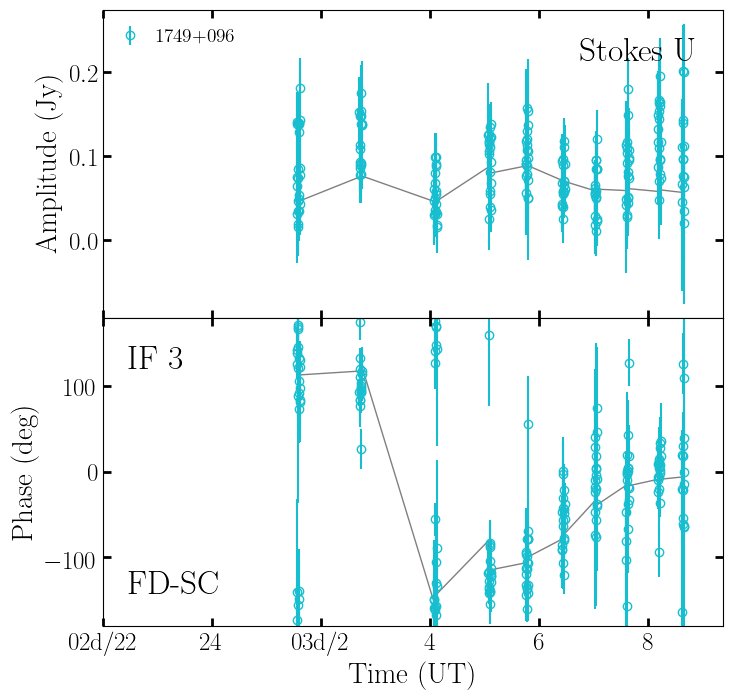 1749+096
Stokes U
0.2
0.1
0.0
Amplitude (Jy)
IF 3
100
0
−100
Phase (deg)
FD-SC
02d/22 24 03d/2 4 6 8
Time (UT)